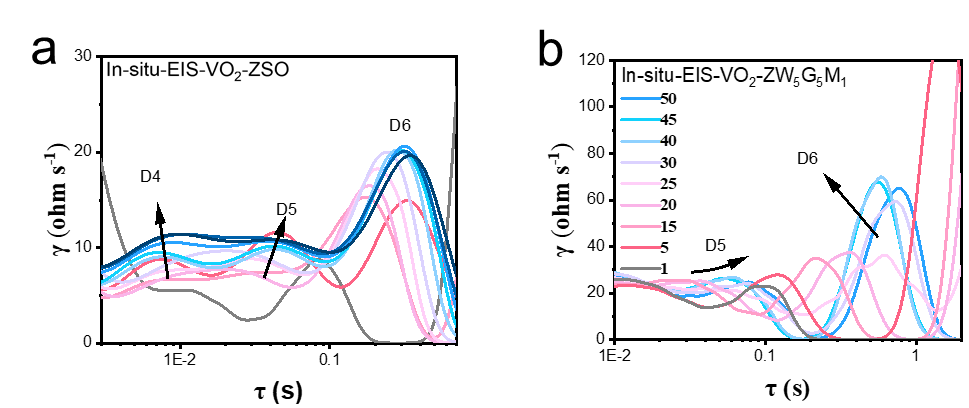 a
In-situ-EIS-VO2-ZSO
30
20
10
0
γ (ohm s-1)
D4
D5
D6
1E-2
0.1
τ (s)
b
In-situ-EIS-VO2-ZW5G5M1
120
100
80
60
40
20
0
γ (ohm s-1)
50
45
40
30
25
20
15
5
1
D5
D6
1E-2
0.1
1
τ (s)